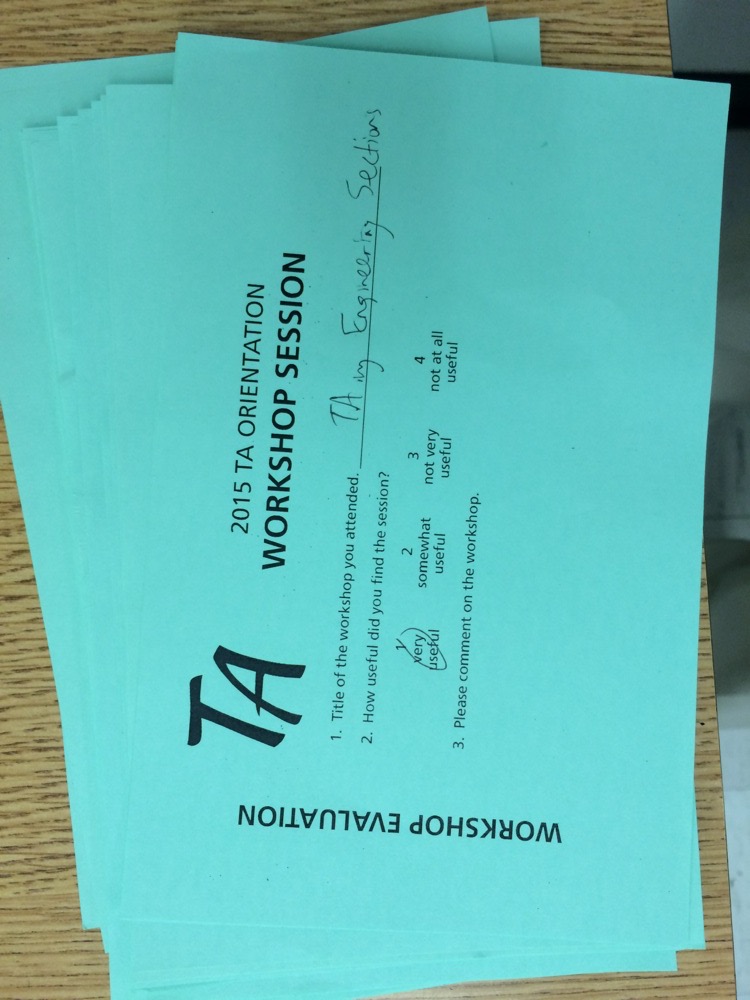 WORKSHOP EVALUATION
TA
2015 TA ORIENTATION
WORKSHOP SESSION
1. Title of the workshop you attended. TAing Engineering Sections
2. How useful did you find the session?
1 2 3 4
very somewhat not very not at all
useful useful useful useful
3. Please comment on the workshop.